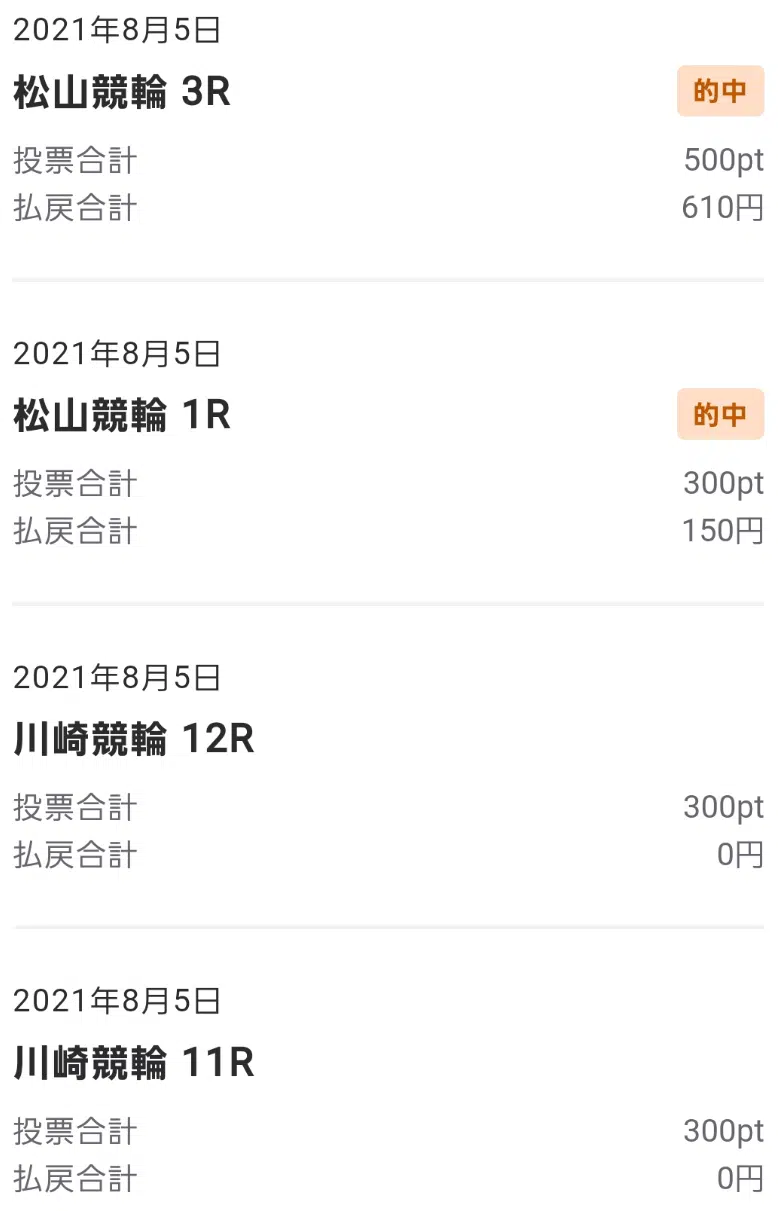 2021年8月5日
松山競輪 3R
的中
投票合計 500pt
払戻合計 610円
2021年8月5日
松山競輪 1R
的中
投票合計 300pt
払戻合計 150円
2021年8月5日
川崎競輪 12R
投票合計 300pt
払戻合計 0円
2021年8月5日
川崎競輪 11R
投票合計 300pt
払戻合計 0円